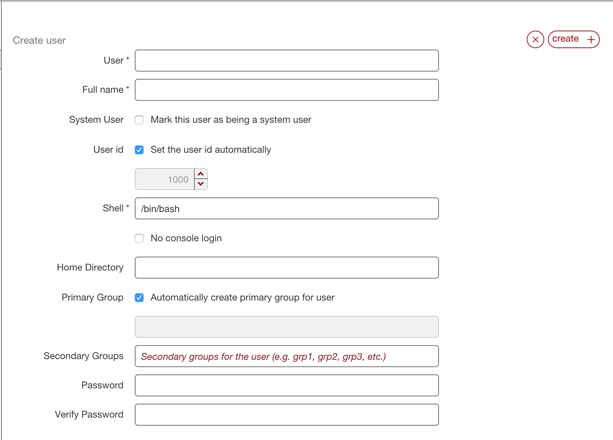 Create user
create +
User *
Full name *
System User Mark this user as being a system user
User id Set the user id automatically
1000
Shell * /bin/bash
No console login
Home Directory
Primary Group Automatically create primary group for user
Secondary Groups Secondary groups for the user (e.g. grp1, grp2, grp3, etc.)
Password
Verify Password